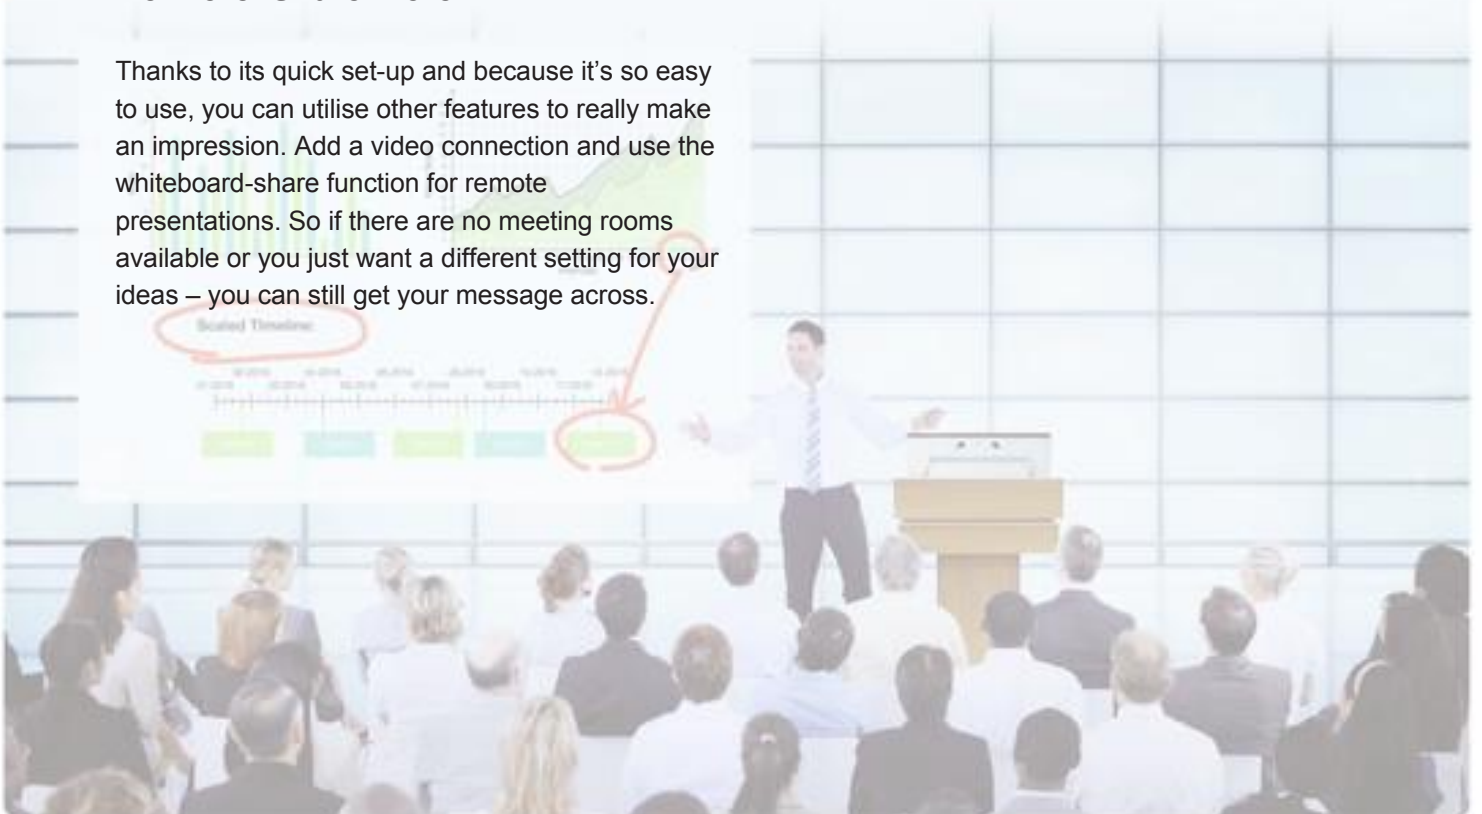 Thanks to its quick set-up and because it's so easy
to use, you can utilise other features to really make
an impression. Add a video connection and use the
whiteboard-share function for remote
presentations. So if there are no meeting rooms
available or you just want a different setting for your
ideas – you can still get your message across.
Scaled Timeline: